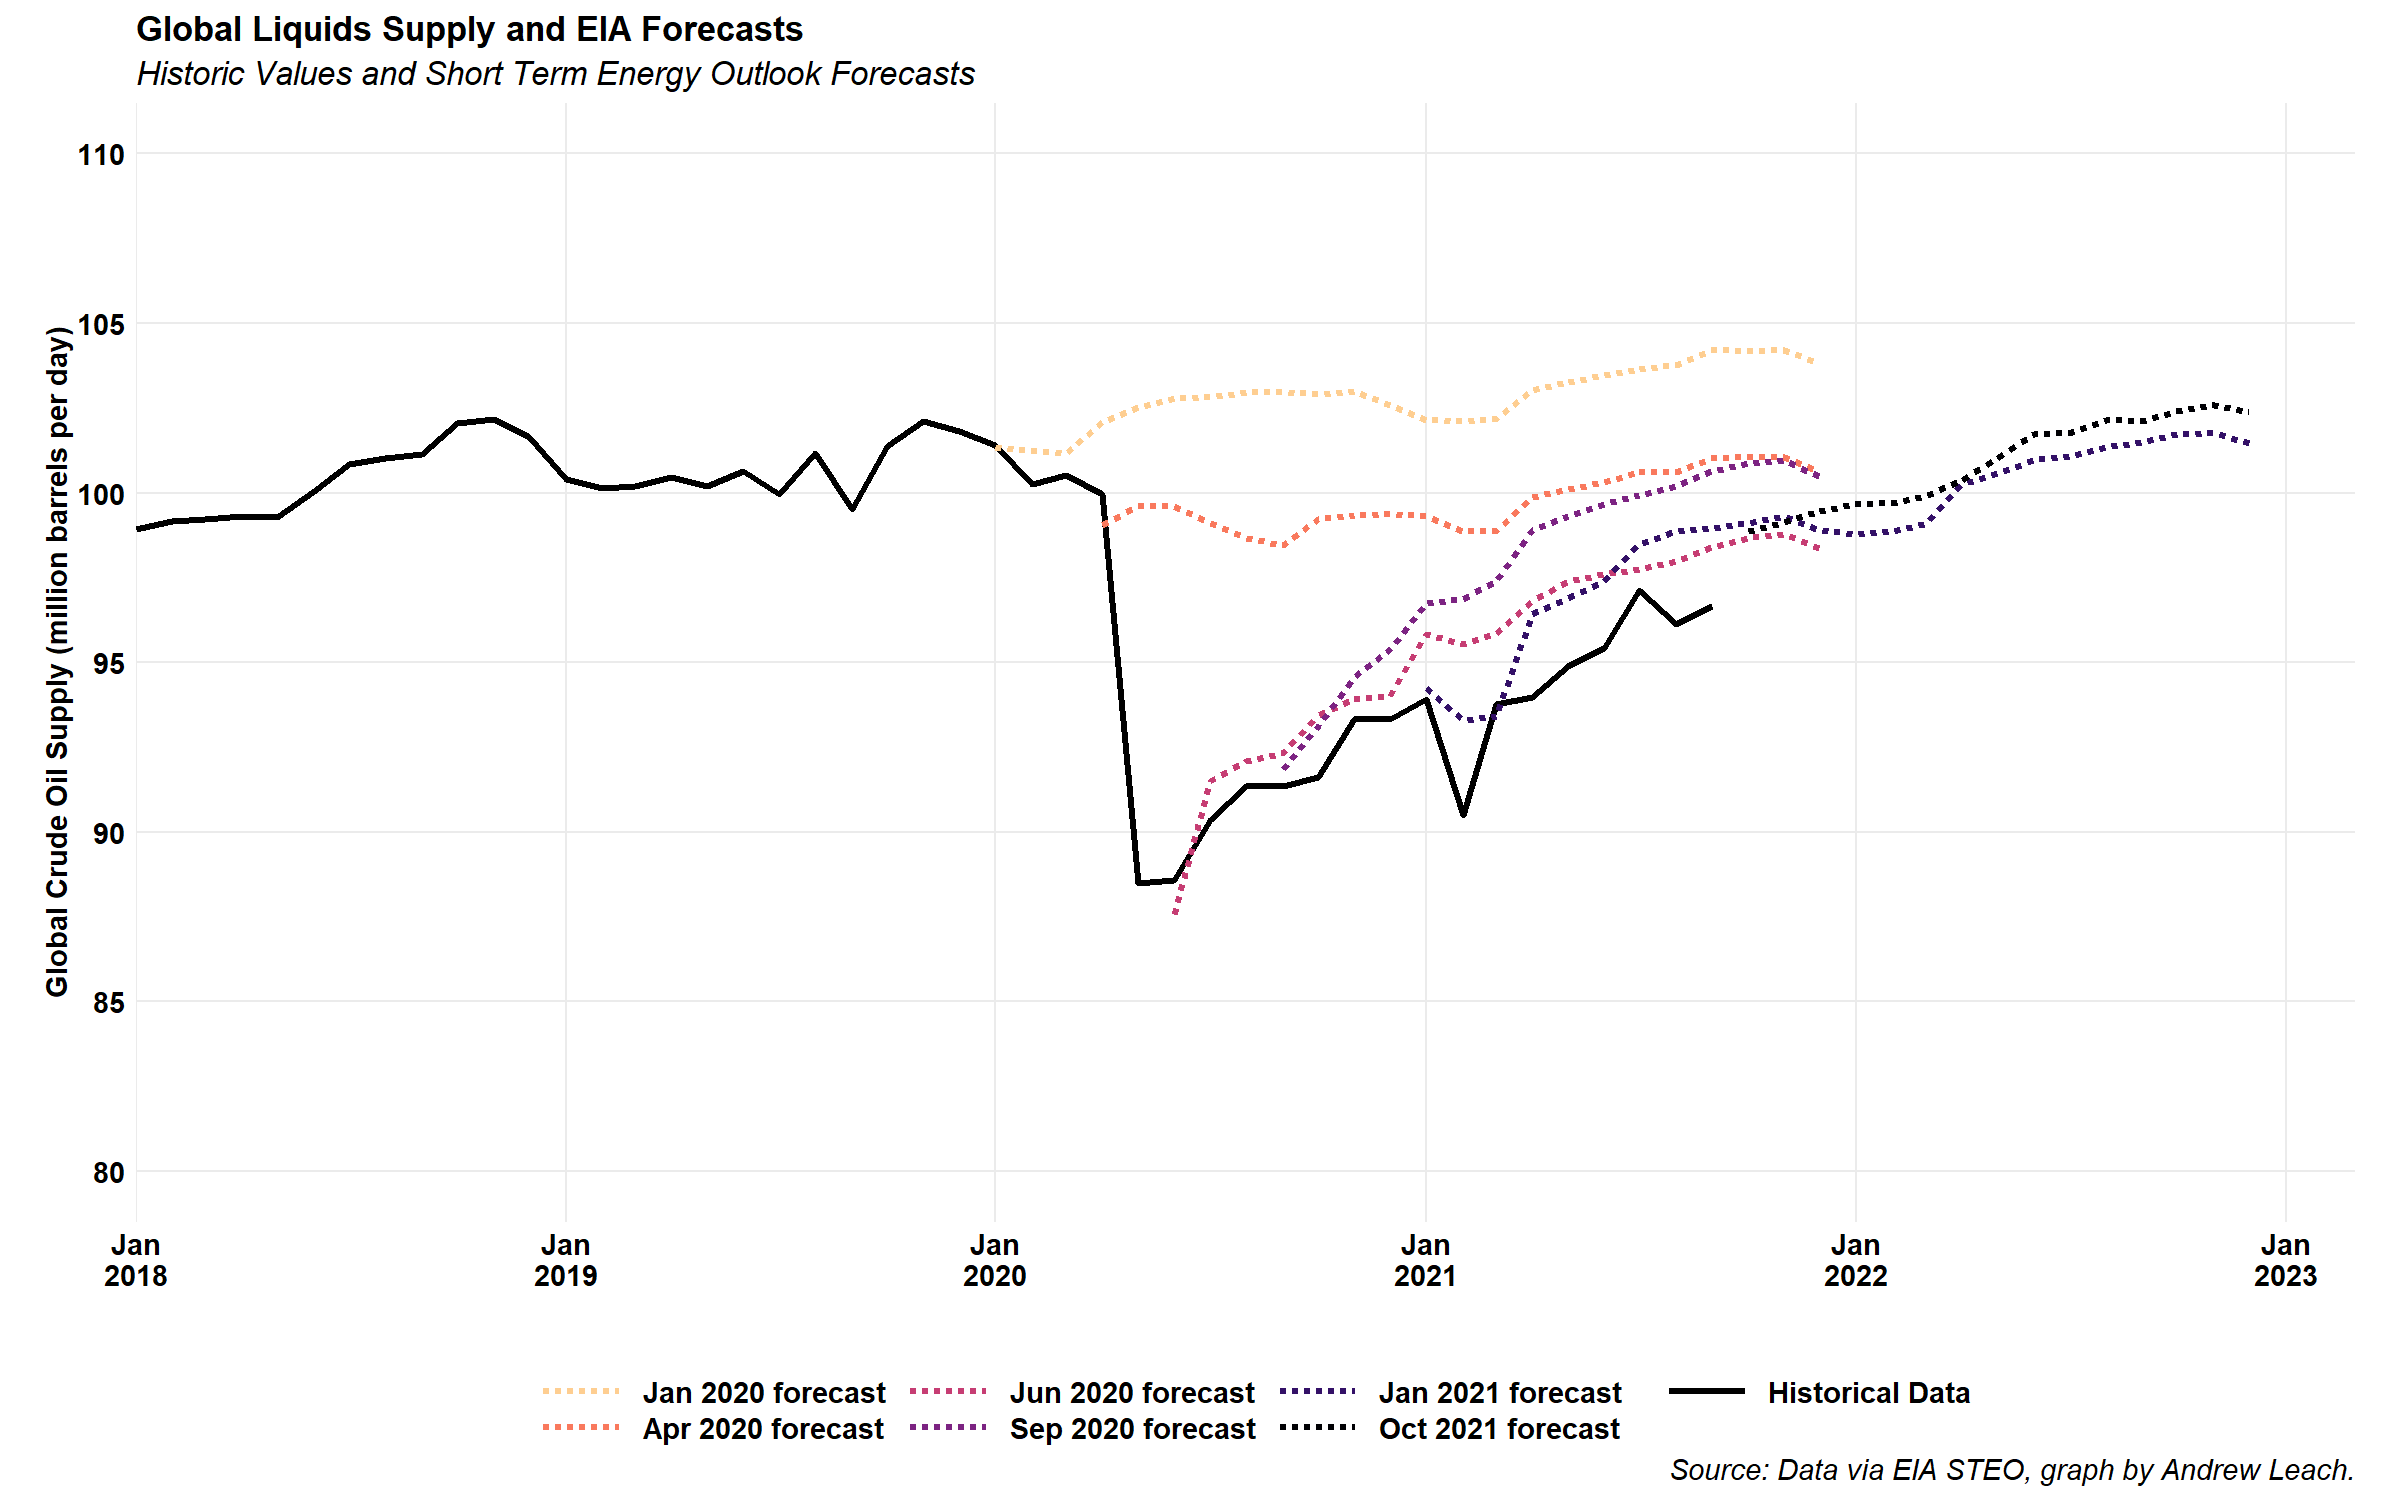 Global Liquids Supply and EIA Forecasts
Historic Values and Short Term Energy Outlook Forecasts
Global Crude Oil Supply (million barrels per day)
110
105
100
95
90
85
80
Jan
2018
Jan
2019
Jan
2020
Jan
2021
Jan
2022
Jan
2023
Jan 2020 forecast
Apr 2020 forecast
Jun 2020 forecast
Sep 2020 forecast
Jan 2021 forecast
Oct 2021 forecast
Historical Data
Source: Data via EIA STEO, graph by Andrew Leach.